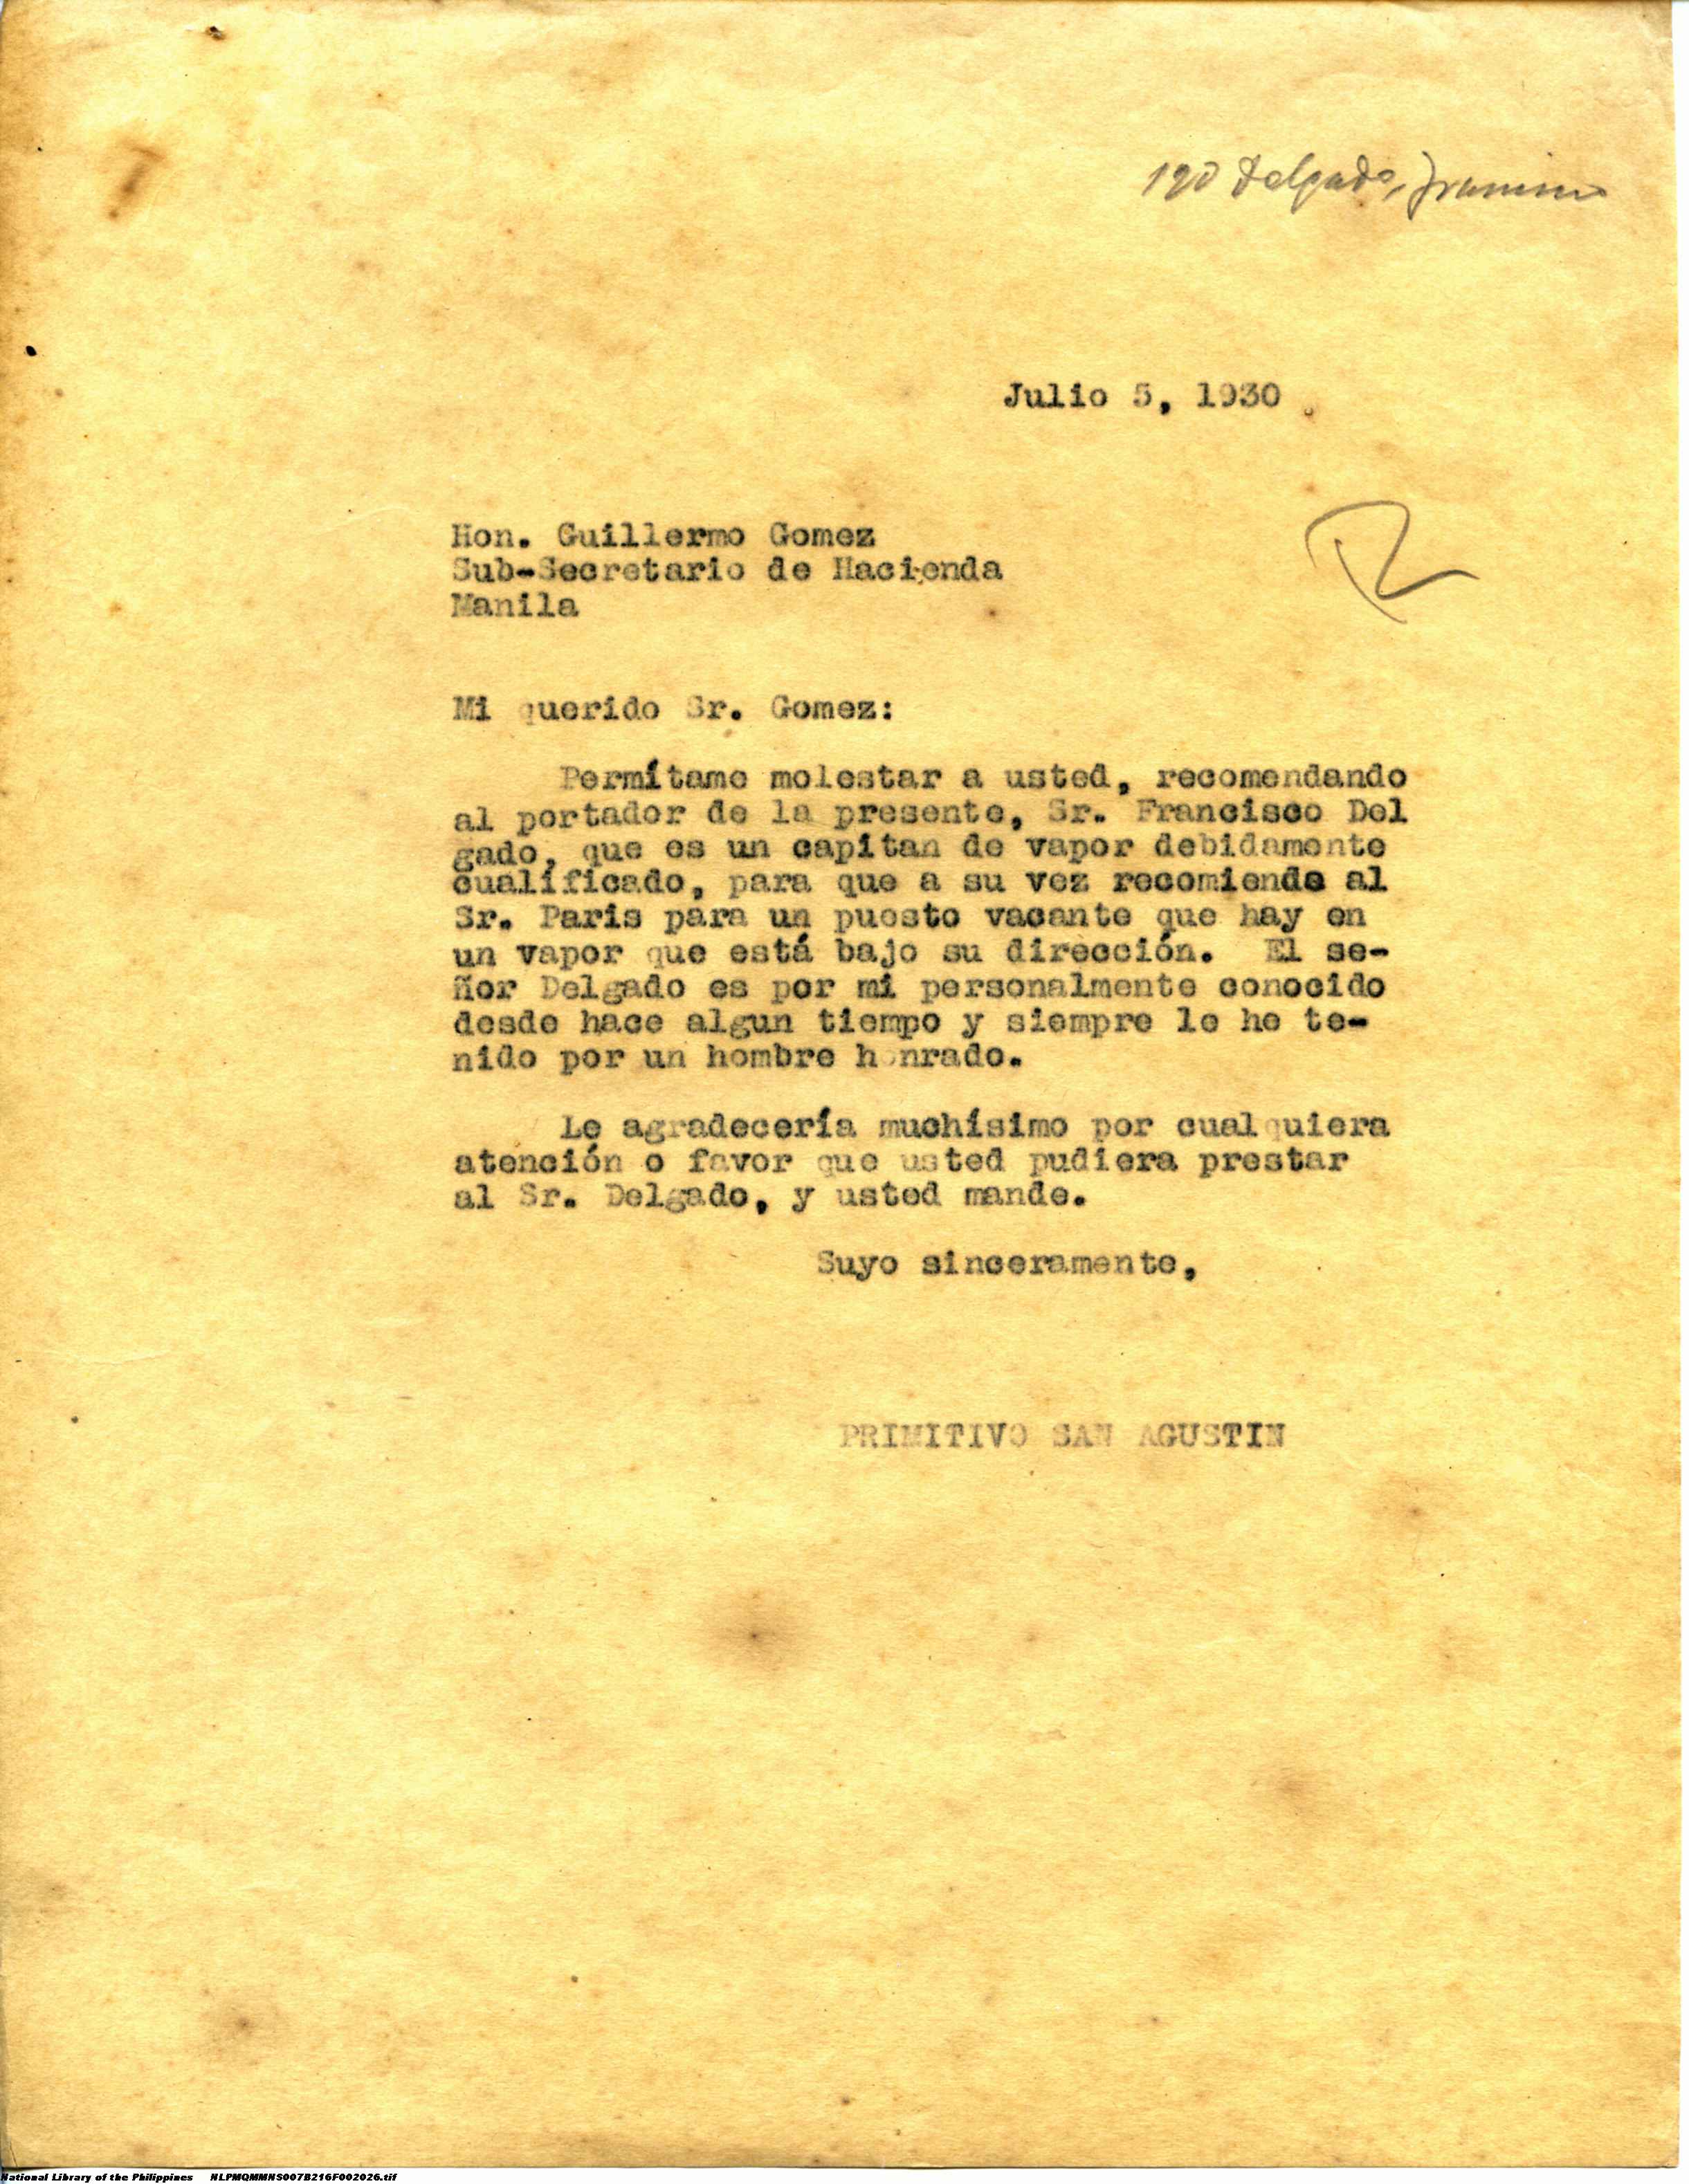 Delgado, Francisco
Julio 5, 1930
Hon. Guillermo Gomez
Sub-Secretario de Hacienda
Manila
Mi querido Sr. Gomez:
Permítame molestar a usted, recomendando
al portador de la presente, Sr. Francisco Del
gado, que es un capitan de vapor debidamente
cualificado, para que a su vez recomiende al
Sr. Paris para un puesto vacante que hay en
un vapor que está bajo su dirección. El se-
ñor Delgado es por mi personalmente conocido
desde hace algun tiempo y siempre le he te-
nido por un hombre honrado.
Le agradecería muchísimo por cualquiera
atención o favor que usted pudiera prestar
al Sr. Delgado, y usted mande.
Suyo sinceramente,
PRIMITIVO SAN AGUSTIN
National Library of the Philippines NLPMQMMNS007B216F002026.tif